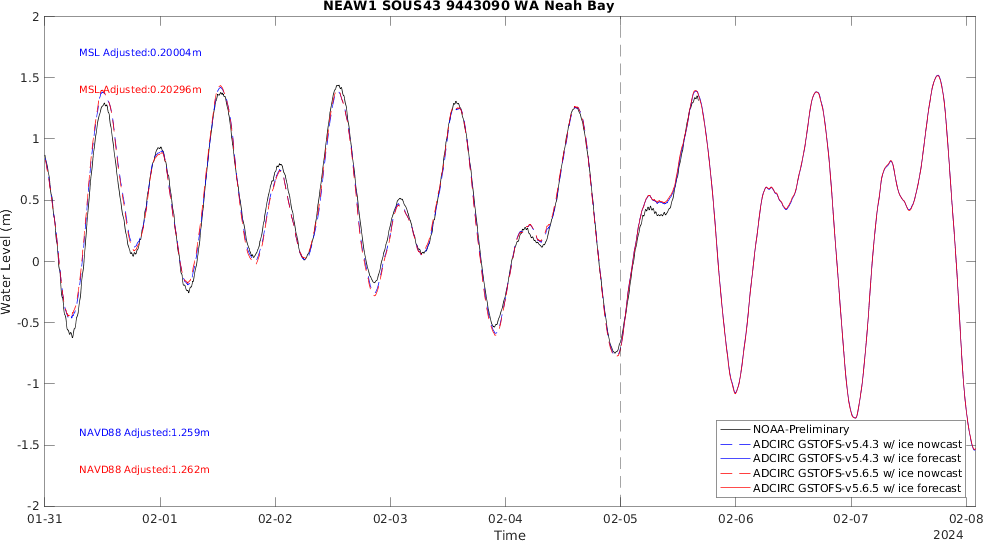 NEAW1 SOUS43 9443090 WA Neah Bay
2
1.5
1
0.5
0
-0.5
-1
-1.5
-2
Water Level (m)
MSL Adjusted:0.20004m
MSL Adjusted:0.20296m
NAVD88 Adjusted:1.259m
NAVD88 Adjusted:1.262m
NOAA-Preliminary
ADCIRC GSTOFS-v5.4.3 w/ ice nowcast
ADCIRC GSTOFS-v5.4.3 w/ ice forecast
ADCIRC GSTOFS-v5.6.5 w/ ice nowcast
ADCIRC GSTOFS-v5.6.5 w/ ice forecast
01-31 02-01 02-02 02-03 02-04 02-05 02-06 02-07 02-08
Time
2024